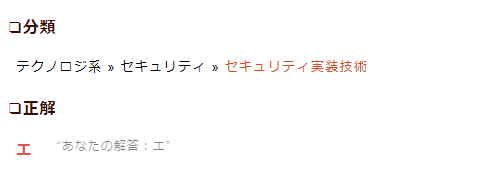 ❏分類
テクノロジ系 » セキュリティ » セキュリティ実装技術
❏正解
エ “あなたの解答：エ”